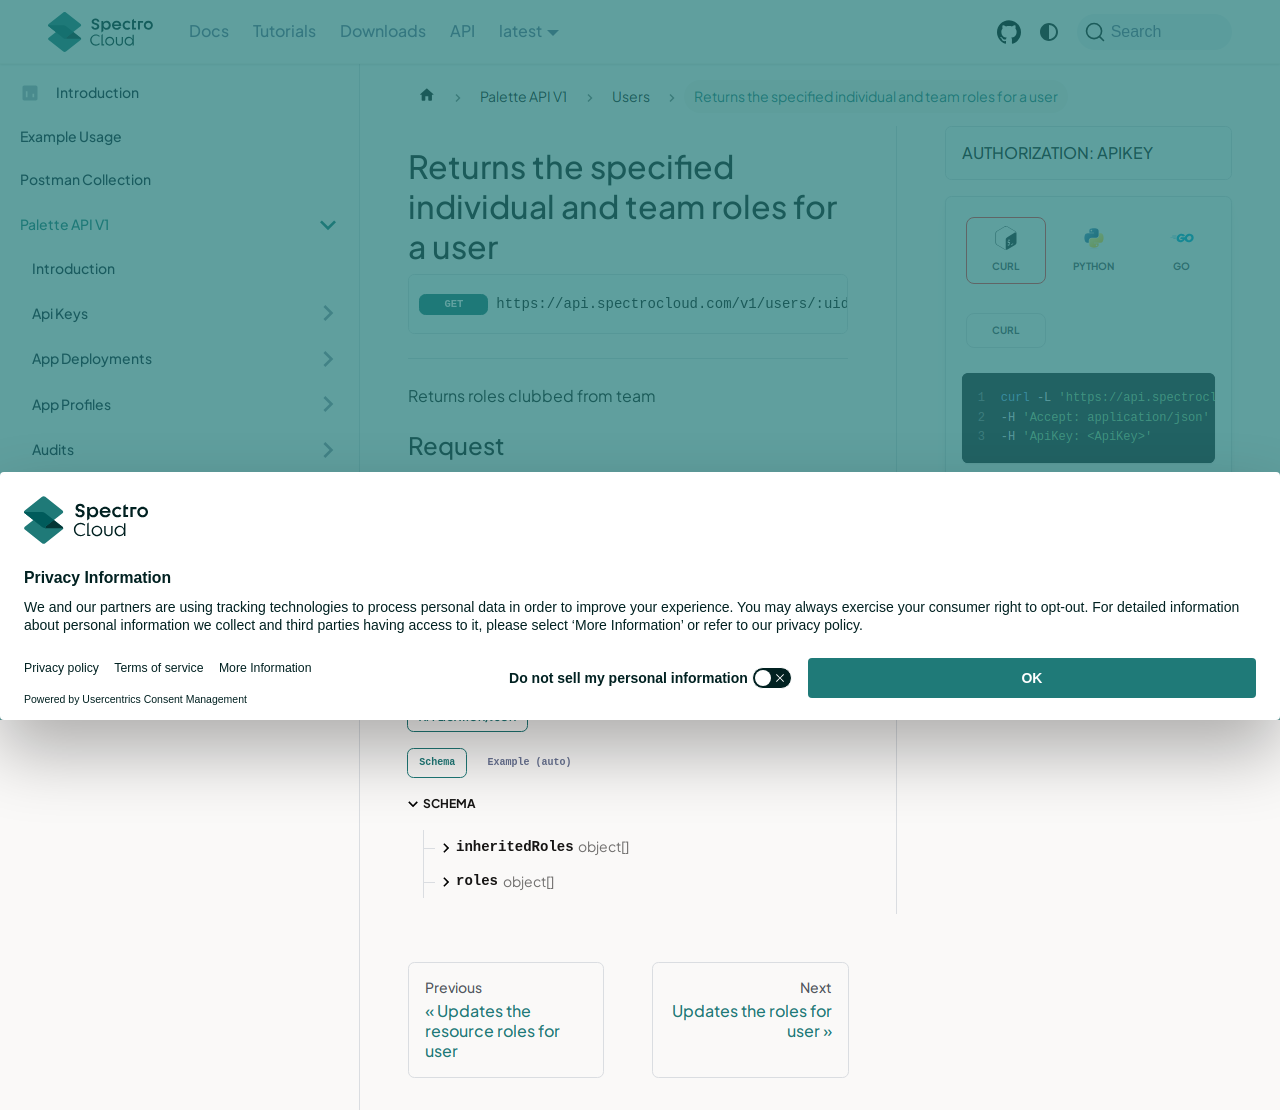 Spectro Cloud
Docs
Tutorials
Downloads
API
latest
Search
Introduction
Example Usage
Postman Collection
Palette API V1
Introduction
Api Keys
App Deployments
App Profiles
Audits
Palette API V1
Users
Returns the specified individual and team roles for a user
Returns the specified
individual and team roles for
a user
GET
https://api.spectrocloud.com/v1/users/:uid
Returns roles clubbed from team
Request
AUTHORIZATION: APIKEY
CURL
PYTHON
GO
CURL
1 curl -L 'https://api.spectrocl
2 -H 'Accept: application/json'
3 -H 'ApiKey: <ApiKey>'
Spectro
Cloud
Privacy Information
We and our partners are using tracking technologies to process personal data in order to improve your experience. You may always exercise your consumer right to opt-out. For detailed information
about personal information we collect and third parties having access to it, please select ‘More Information’ or refer to our privacy policy.
Privacy policy
Terms of service
More Information
Do not sell my personal information
OK
Powered by Usercentrics Consent Management
Schema
Example (auto)
SCHEMA
inheritedRoles object[]
roles object[]
Previous
« Updates the
resource roles for
user
Next
Updates the roles for
user »